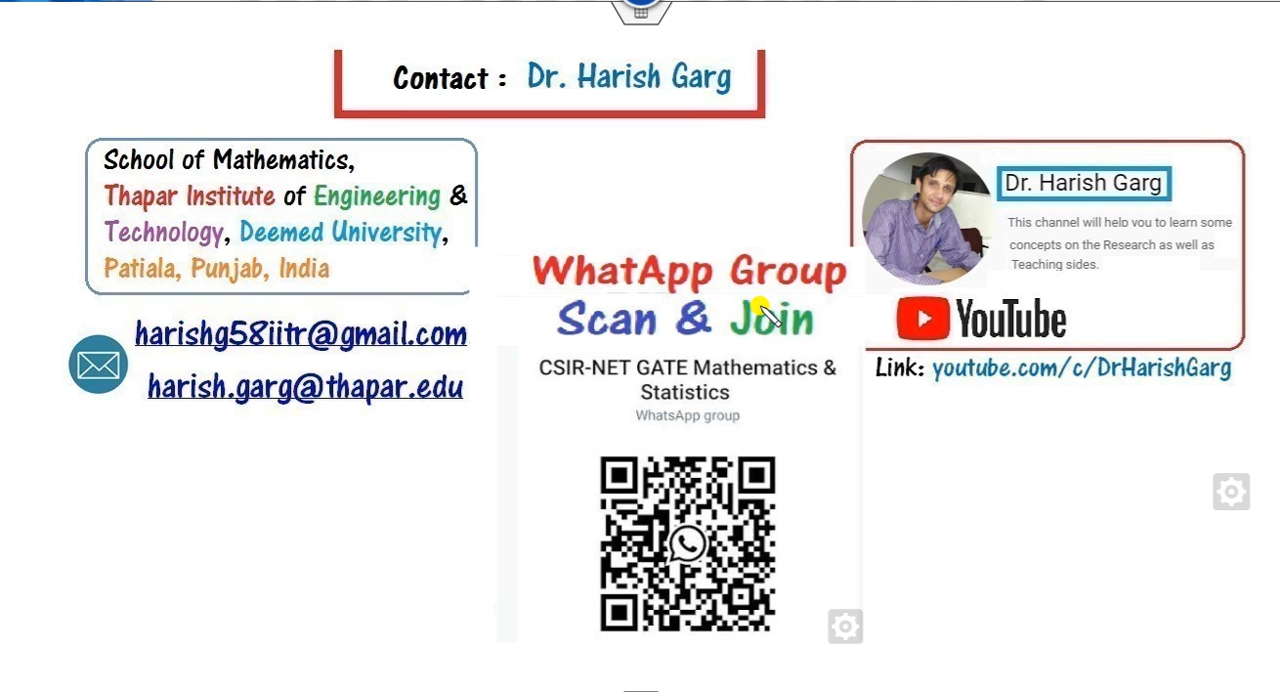 Contact : Dr. Harish Garg
School of Mathematics,
Thapar Institute of Engineering &
Technology, Deemed University,
Patiala, Punjab, India
harishg58iitr@gmail.com
harish.garg@thapar.edu
WhatApp Group
Scan & Join
CSIR-NET GATE Mathematics &
Statistics
WhatsApp group
Dr. Harish Garg
This channel will help you to learn some
concepts on the Research as well as
Teaching sides.
YouTube
Link: youtube.com/c/DrHarishGarg